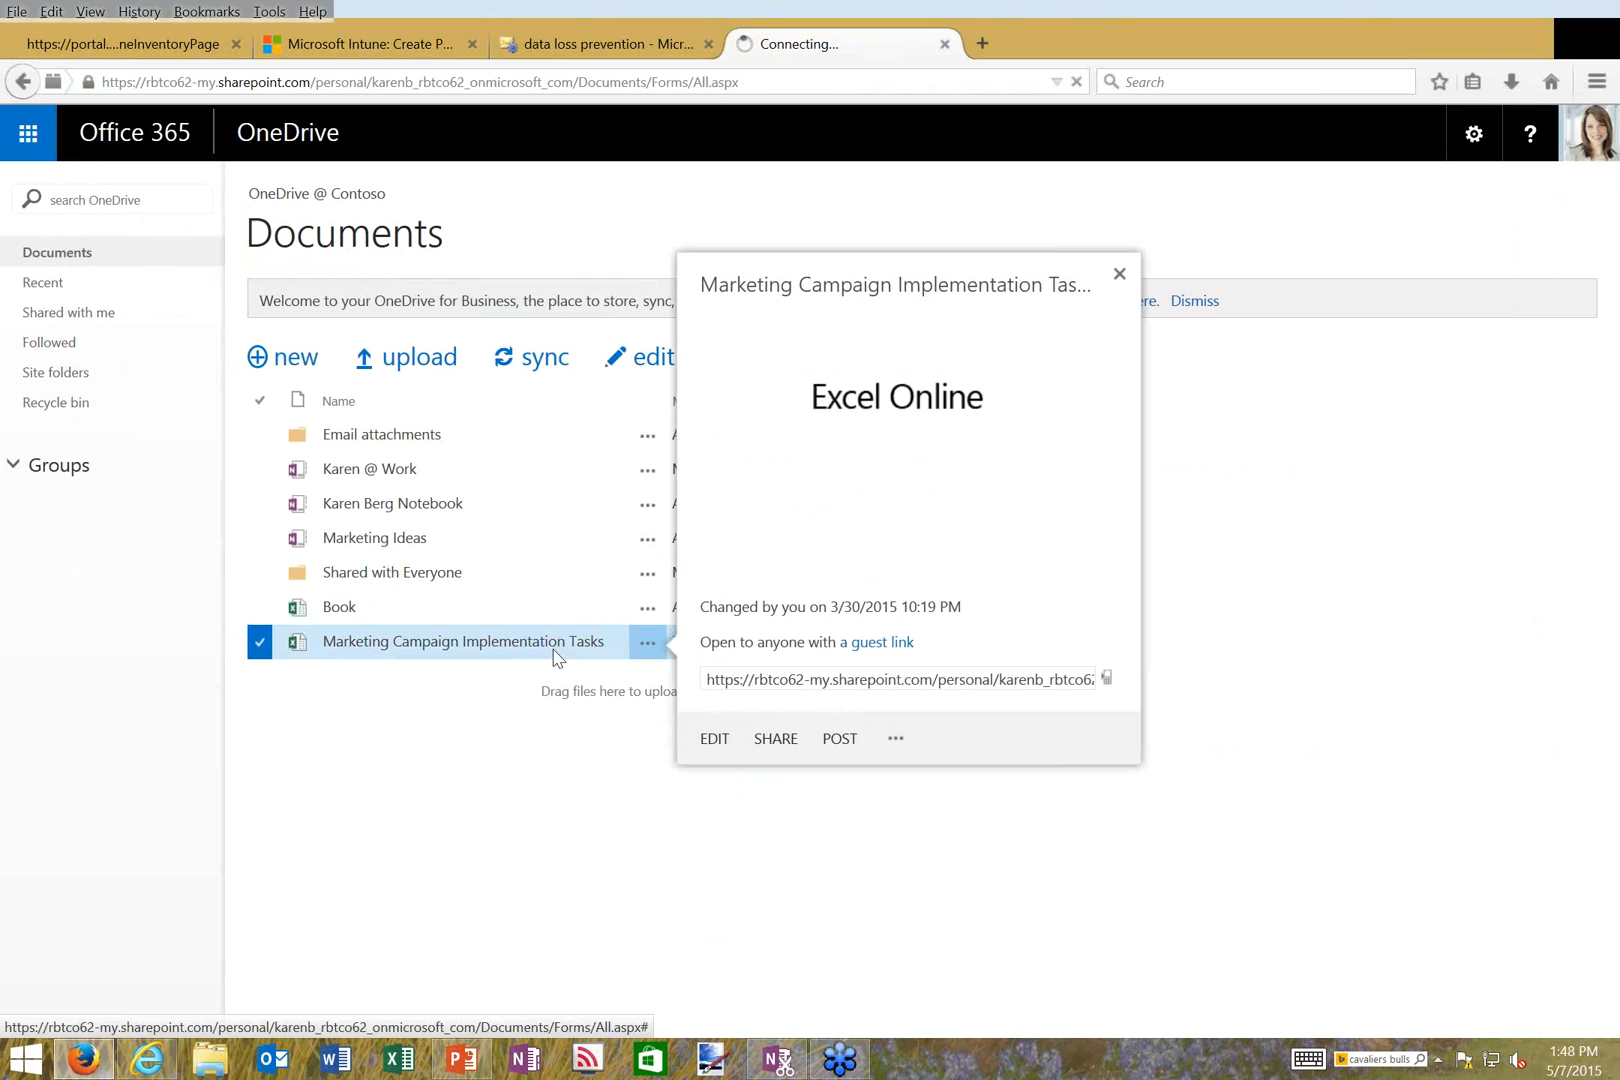 File Edit View History Bookmarks Tools Help
https://portal....neInventoryPage
Microsoft Intune: Create P...
data loss prevention - Micr...
Connecting...
https://rbtco62-my.sharepoint.com/personal/karenb_rbtco62_onmicrosoft_com/Documents/Forms/All.aspx
Search
Office 365
OneDrive
?
search OneDrive
Documents
Recent
Shared with me
Followed
Site folders
Recycle bin
Groups
OneDrive @ Contoso
Documents
Welcome to your OneDrive for Business, the place to store, sync,
ere. Dismiss
new
upload
sync
edit
Name
Email attachments
Karen @ Work
Karen Berg Notebook
Marketing Ideas
Shared with Everyone
Book
Marketing Campaign Implementation Tasks
Drag files here to uploa
Marketing Campaign Implementation Tas...
Excel Online
Changed by you on 3/30/2015 10:19 PM
Open to anyone with a guest link
https://rbtco62-my.sharepoint.com/personal/karenb_rbtco62
EDIT SHARE POST ...
https://rbtco62-my.sharepoint.com/personal/karenb_rbtco62_onmicrosoft_com/Documents/Forms/All.aspx#
cavaliers bulls
1:48 PM
5/7/2015